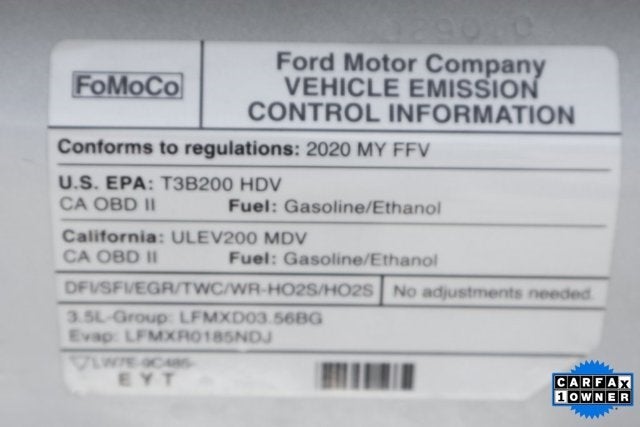 FoMoCo
Ford Motor Company
VEHICLE EMISSION
CONTROL INFORMATION
Conforms to regulations: 2020 MY FFV
U.S. EPA: T3B200 HDV
CA OBD II Fuel: Gasoline/Ethanol
California: ULEV200 MDV
CA OBD II Fuel: Gasoline/Ethanol
DFI/SFI/EGR/TWC/WR-HO2S/HO2S No adjustments needed.
3.5L-Group: LFMXD03.56BG
Evap: LFMXR0185NDJ
LW7E-9C485-
EYT
CARFAX
1 OWNER